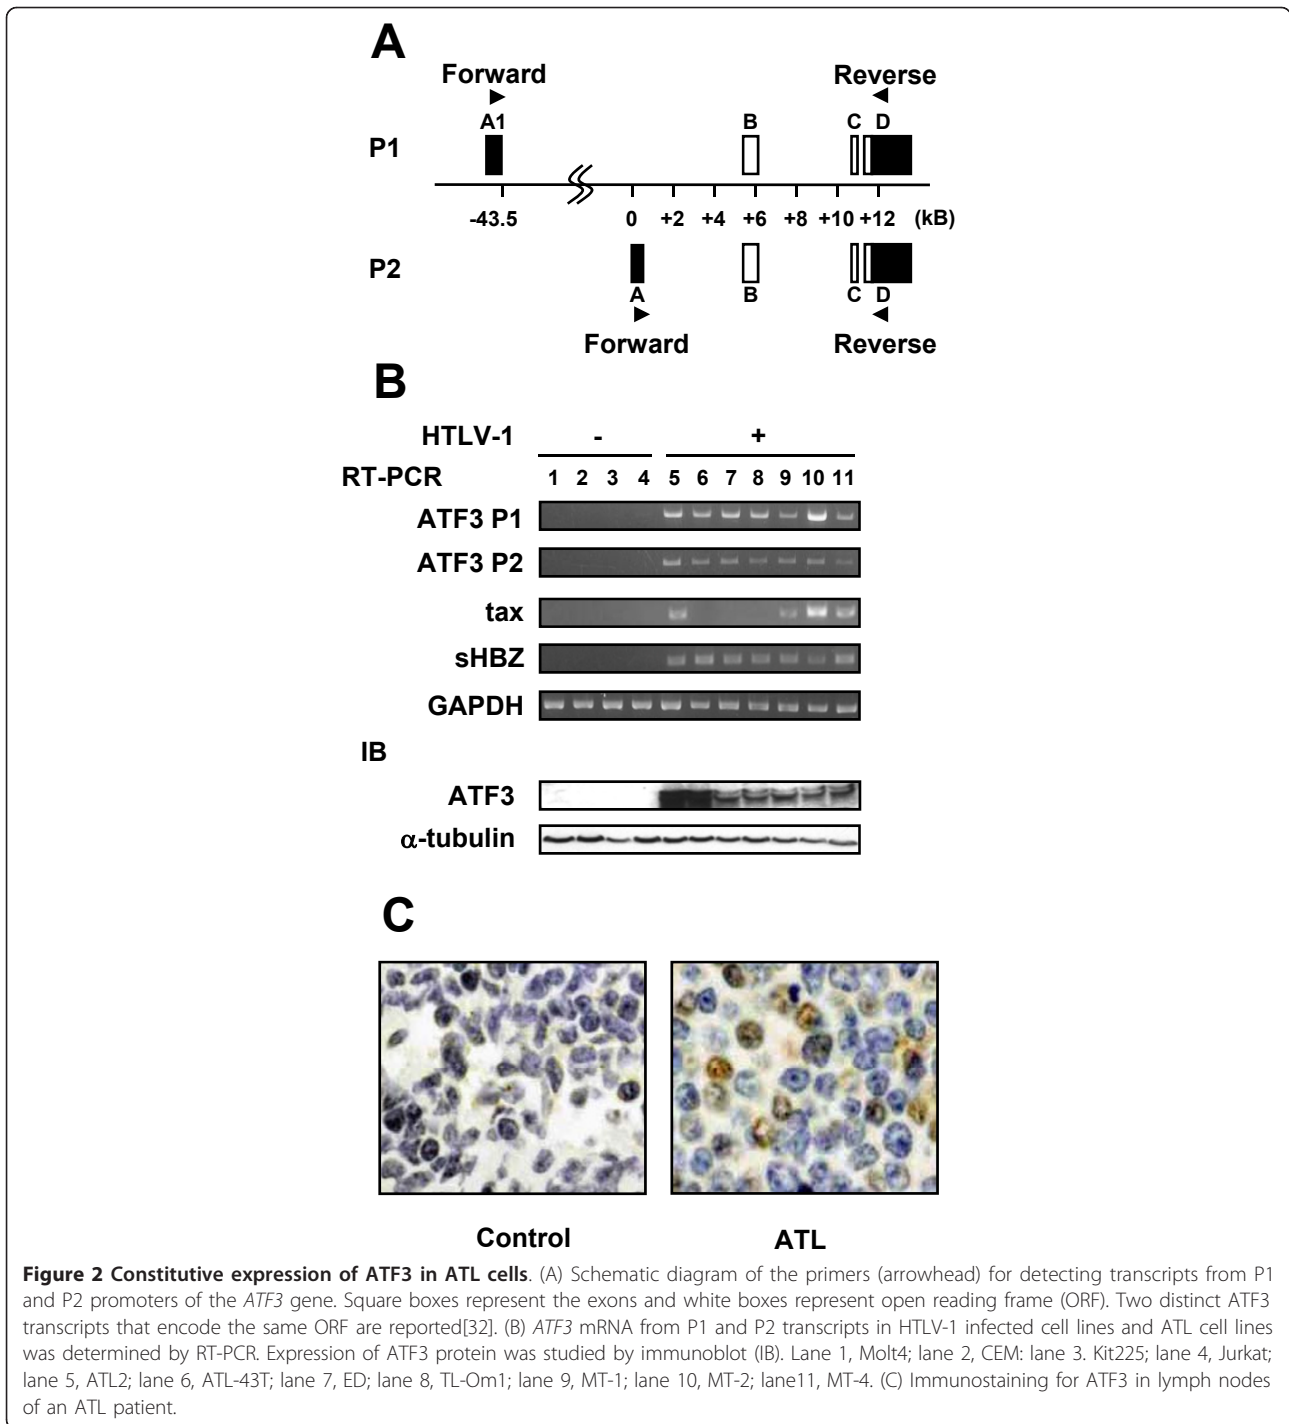 A
Forward Reverse
A1 B C D
P1
-43.5 0 +2 +4 +6 +8 +10 +12 (kB)
P2
A B C D
Forward Reverse
B
HTLV-1 - +
RT-PCR 1 2 3 4 5 6 7 8 9 10 11
ATF3 P1
ATF3 P2
tax
sHBZ
GAPDH
IB
ATF3
α-tubulin
C
Control ATL
Figure 2 Constitutive expression of ATF3 in ATL cells. (A) Schematic diagram of the primers (arrowhead) for detecting transcripts from P1
and P2 promoters of the ATF3 gene. Square boxes represent the exons and white boxes represent open reading frame (ORF). Two distinct ATF3
transcripts that encode the same ORF are reported[32]. (B) ATF3 mRNA from P1 and P2 transcripts in HTLV-1 infected cell lines and ATL cell lines
was determined by RT-PCR. Expression of ATF3 protein was studied by immunoblot (IB). Lane 1, Molt4; lane 2, CEM: lane 3. Kit225; lane 4, Jurkat;
lane 5, ATL2; lane 6, ATL-43T; lane 7, ED; lane 8, TL-Om1; lane 9, MT-1; lane 10, MT-2; lane11, MT-4. (C) Immunostaining for ATF3 in lymph nodes
of an ATL patient.